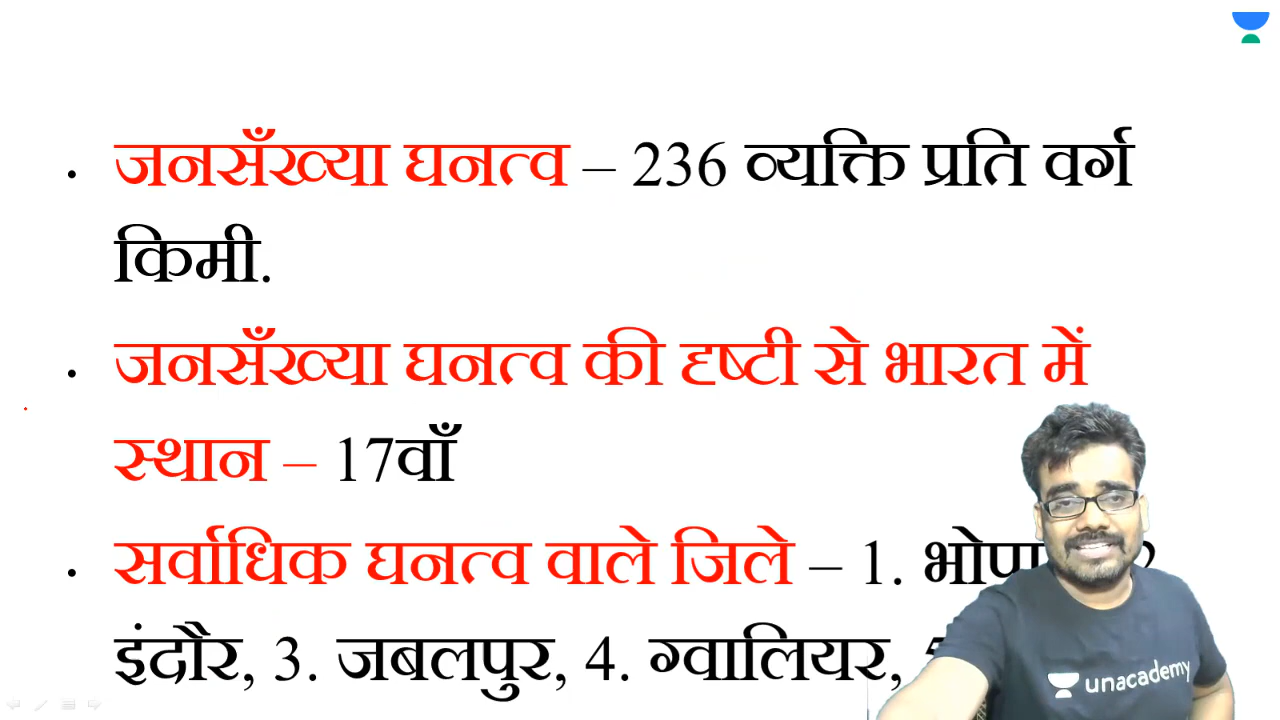 • जनसँख्या घनत्व – 236 व्यक्ति प्रति वर्ग
किमी.
• जनसँख्या घनत्व की दृष्टी से भारत में
स्थान – 17वाँ
• सर्वाधिक घनत्व वाले जिले – 1.
इंदौर, 3. जबलपुर, 4. ग्वालियर,
unacademy